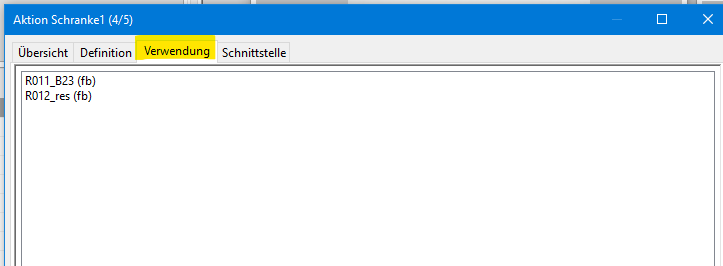 Aktion Schranke1 (4/5)
Übersicht Definition Verwendung Schnittstelle
R011_B23 (fb)
R012_res (fb)